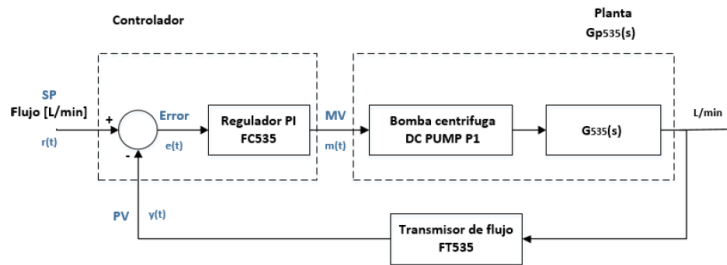 Controlador
Planta
Gp535(s)
SP
Flujo [L/min]
r(t)
+
-
Error
e(t)
Regulador PI
FC535
MV
m(t)
Bomba centrifuga
DC PUMP P1
G535(s)
L/min
PV
y(t)
Transmisor de flujo
FT535